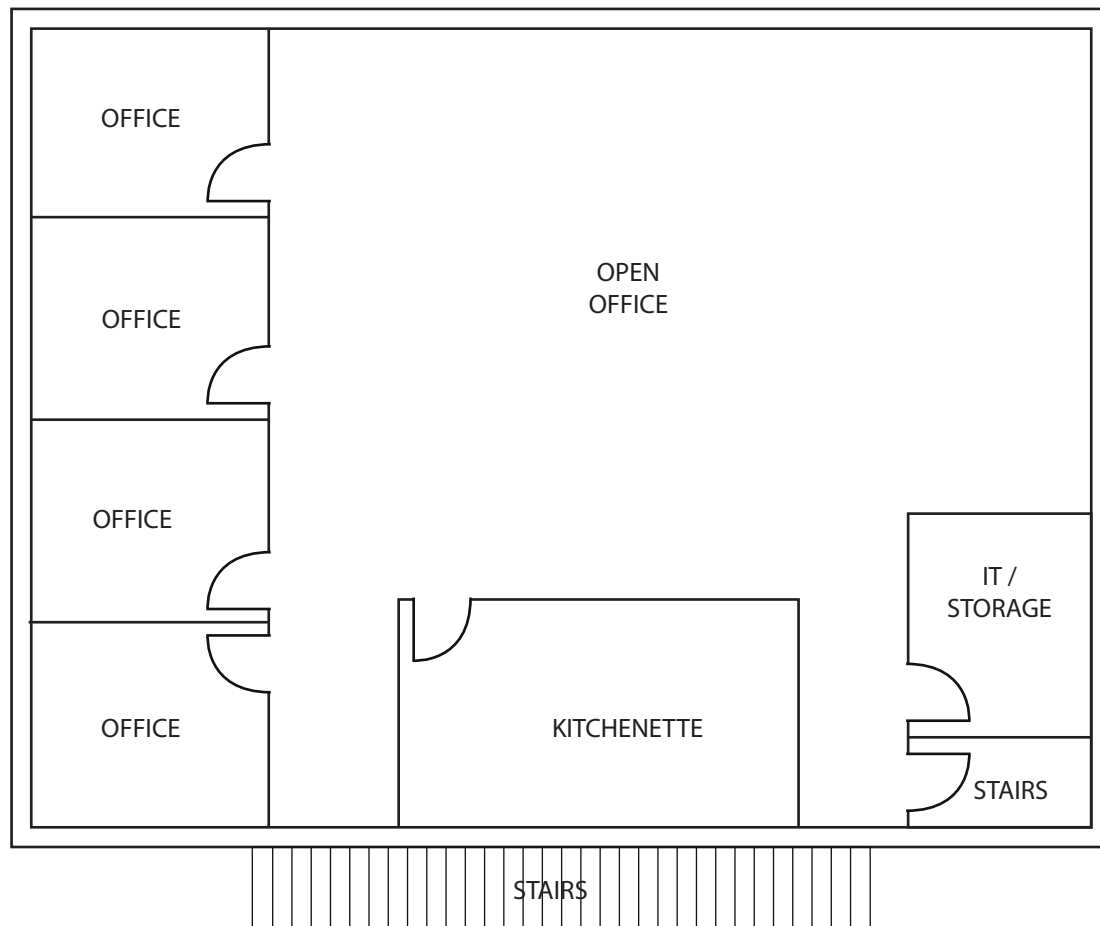 OFFICE
OFFICE
OPEN
OFFICE
OFFICE
IT /
STORAGE
OFFICE
KITCHENETTE
STAIRS
STAIRS